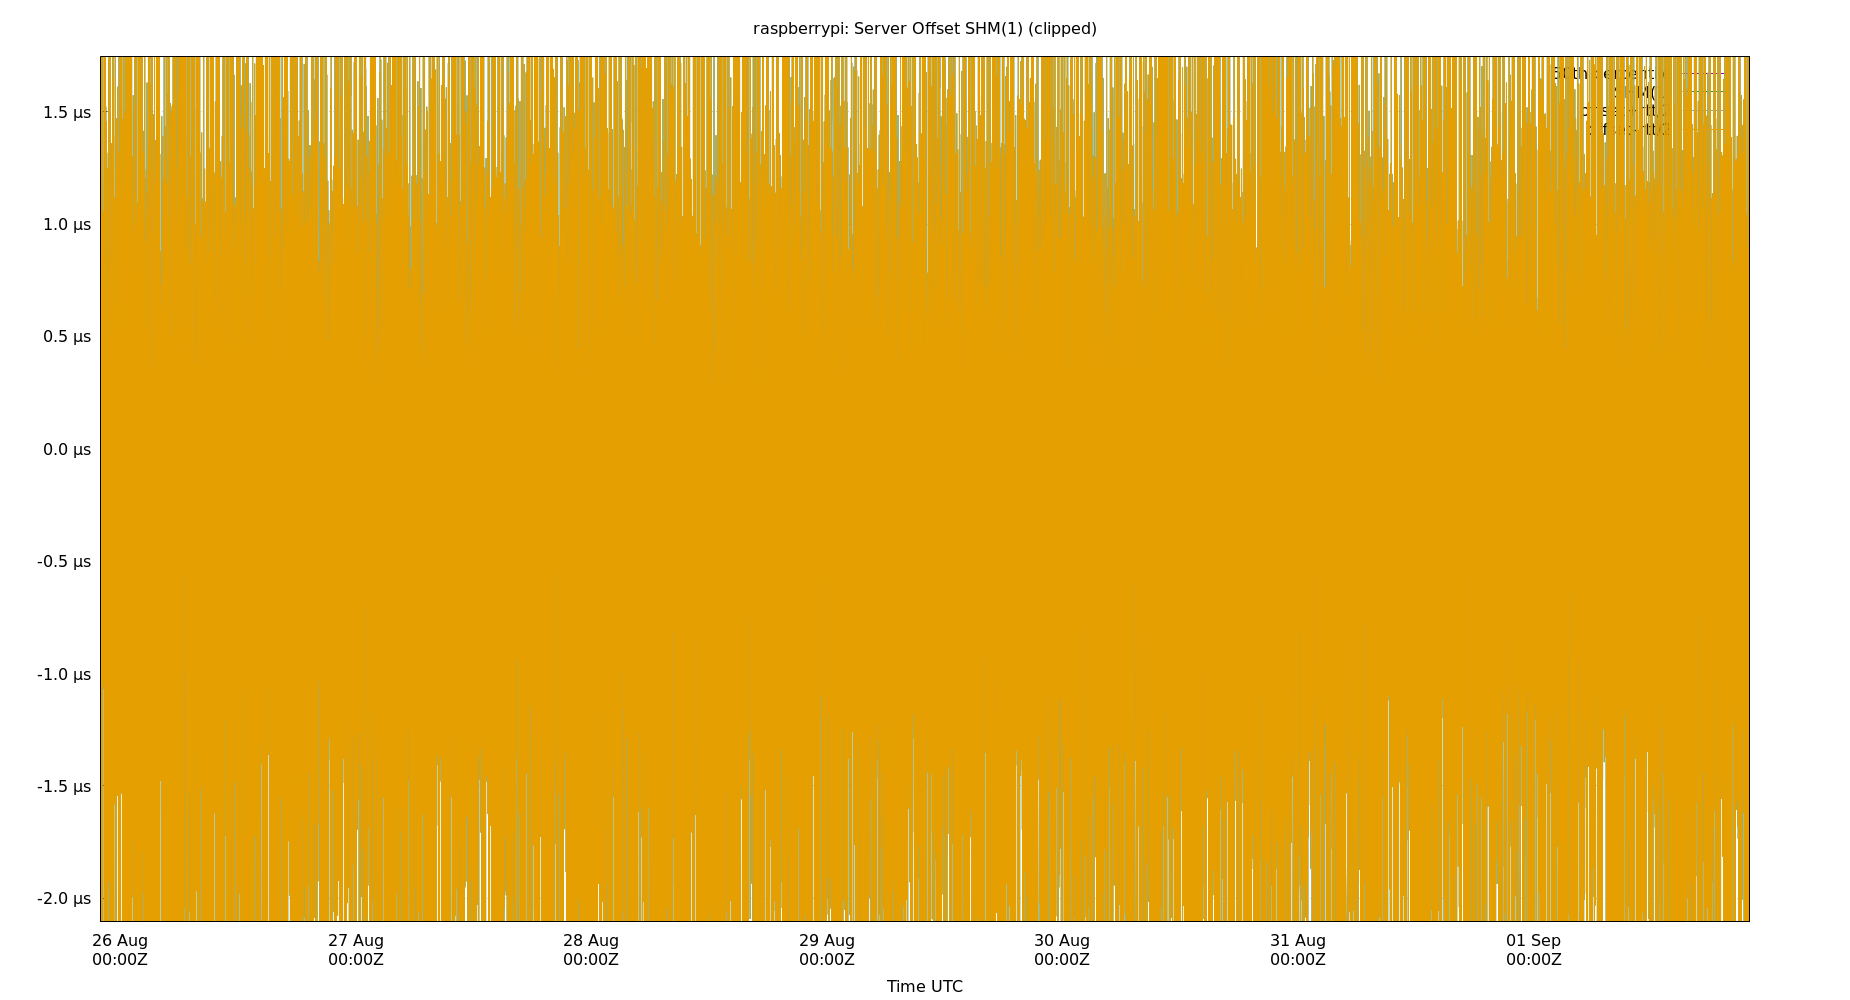 raspberrypi: Server Offset SHM(1) (clipped)
1.5 µs
1.0 µs
0.5 µs
0.0 µs
-0.5 µs
-1.0 µs
-1.5 µs
-2.0 µs
26 Aug 27 Aug 28 Aug 29 Aug 30 Aug 31 Aug 01 Sep
00:00Z 00:00Z 00:00Z 00:00Z 00:00Z 00:00Z 00:00Z
Time UTC